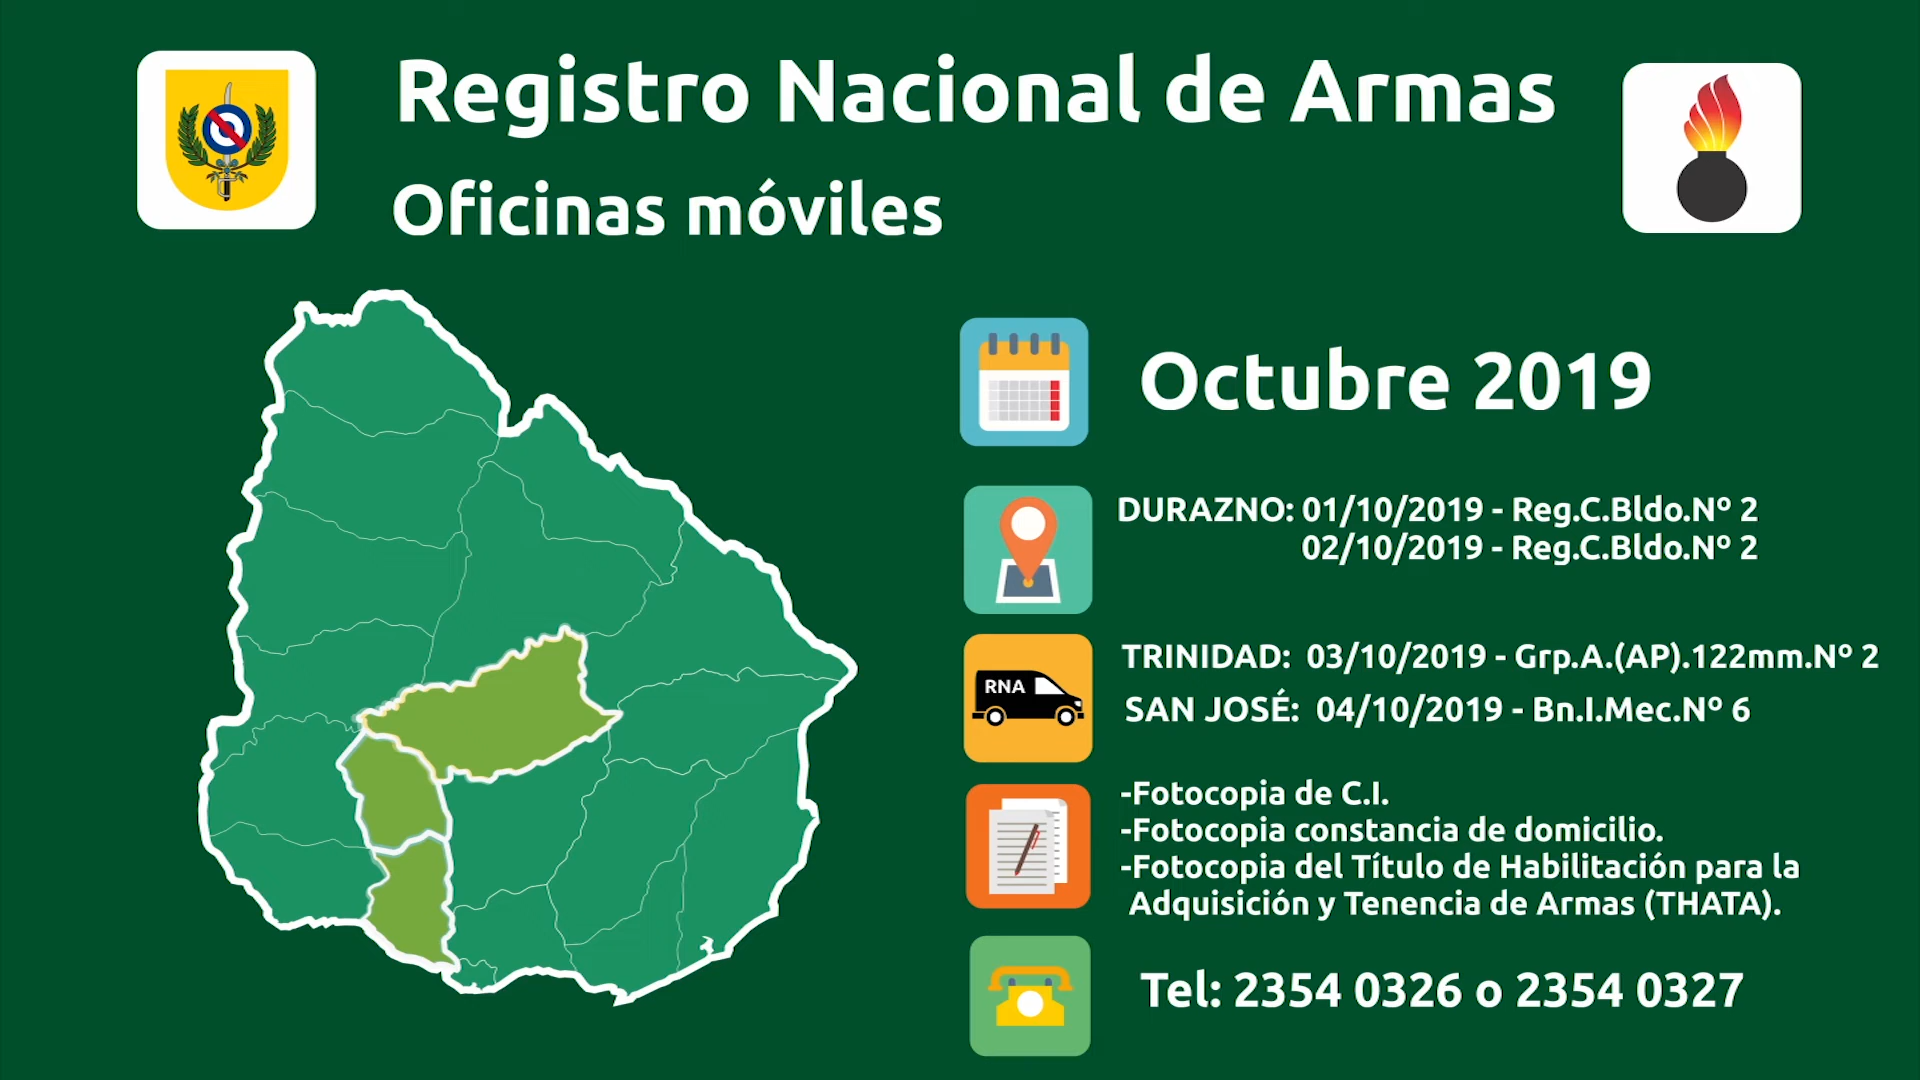 Registro Nacional de Armas
Oficinas móviles
Octubre 2019
DURAZNO: 01/10/2019 - Reg.C.Bldo.Nº 2
02/10/2019 - Reg.C.Bldo.Nº 2
RNA
TRINIDAD: 03/10/2019 - Grp.A.(AP).122mm.Nº 2
SAN JOSÉ: 04/10/2019 - Bn.I.Mec.Nº 6
-Fotocopia de C.I.
-Fotocopia constancia de domicilio.
-Fotocopia del Título de Habilitación para la
Adquisición y Tenencia de Armas (THATA).
Tel: 2354 0326 o 2354 0327